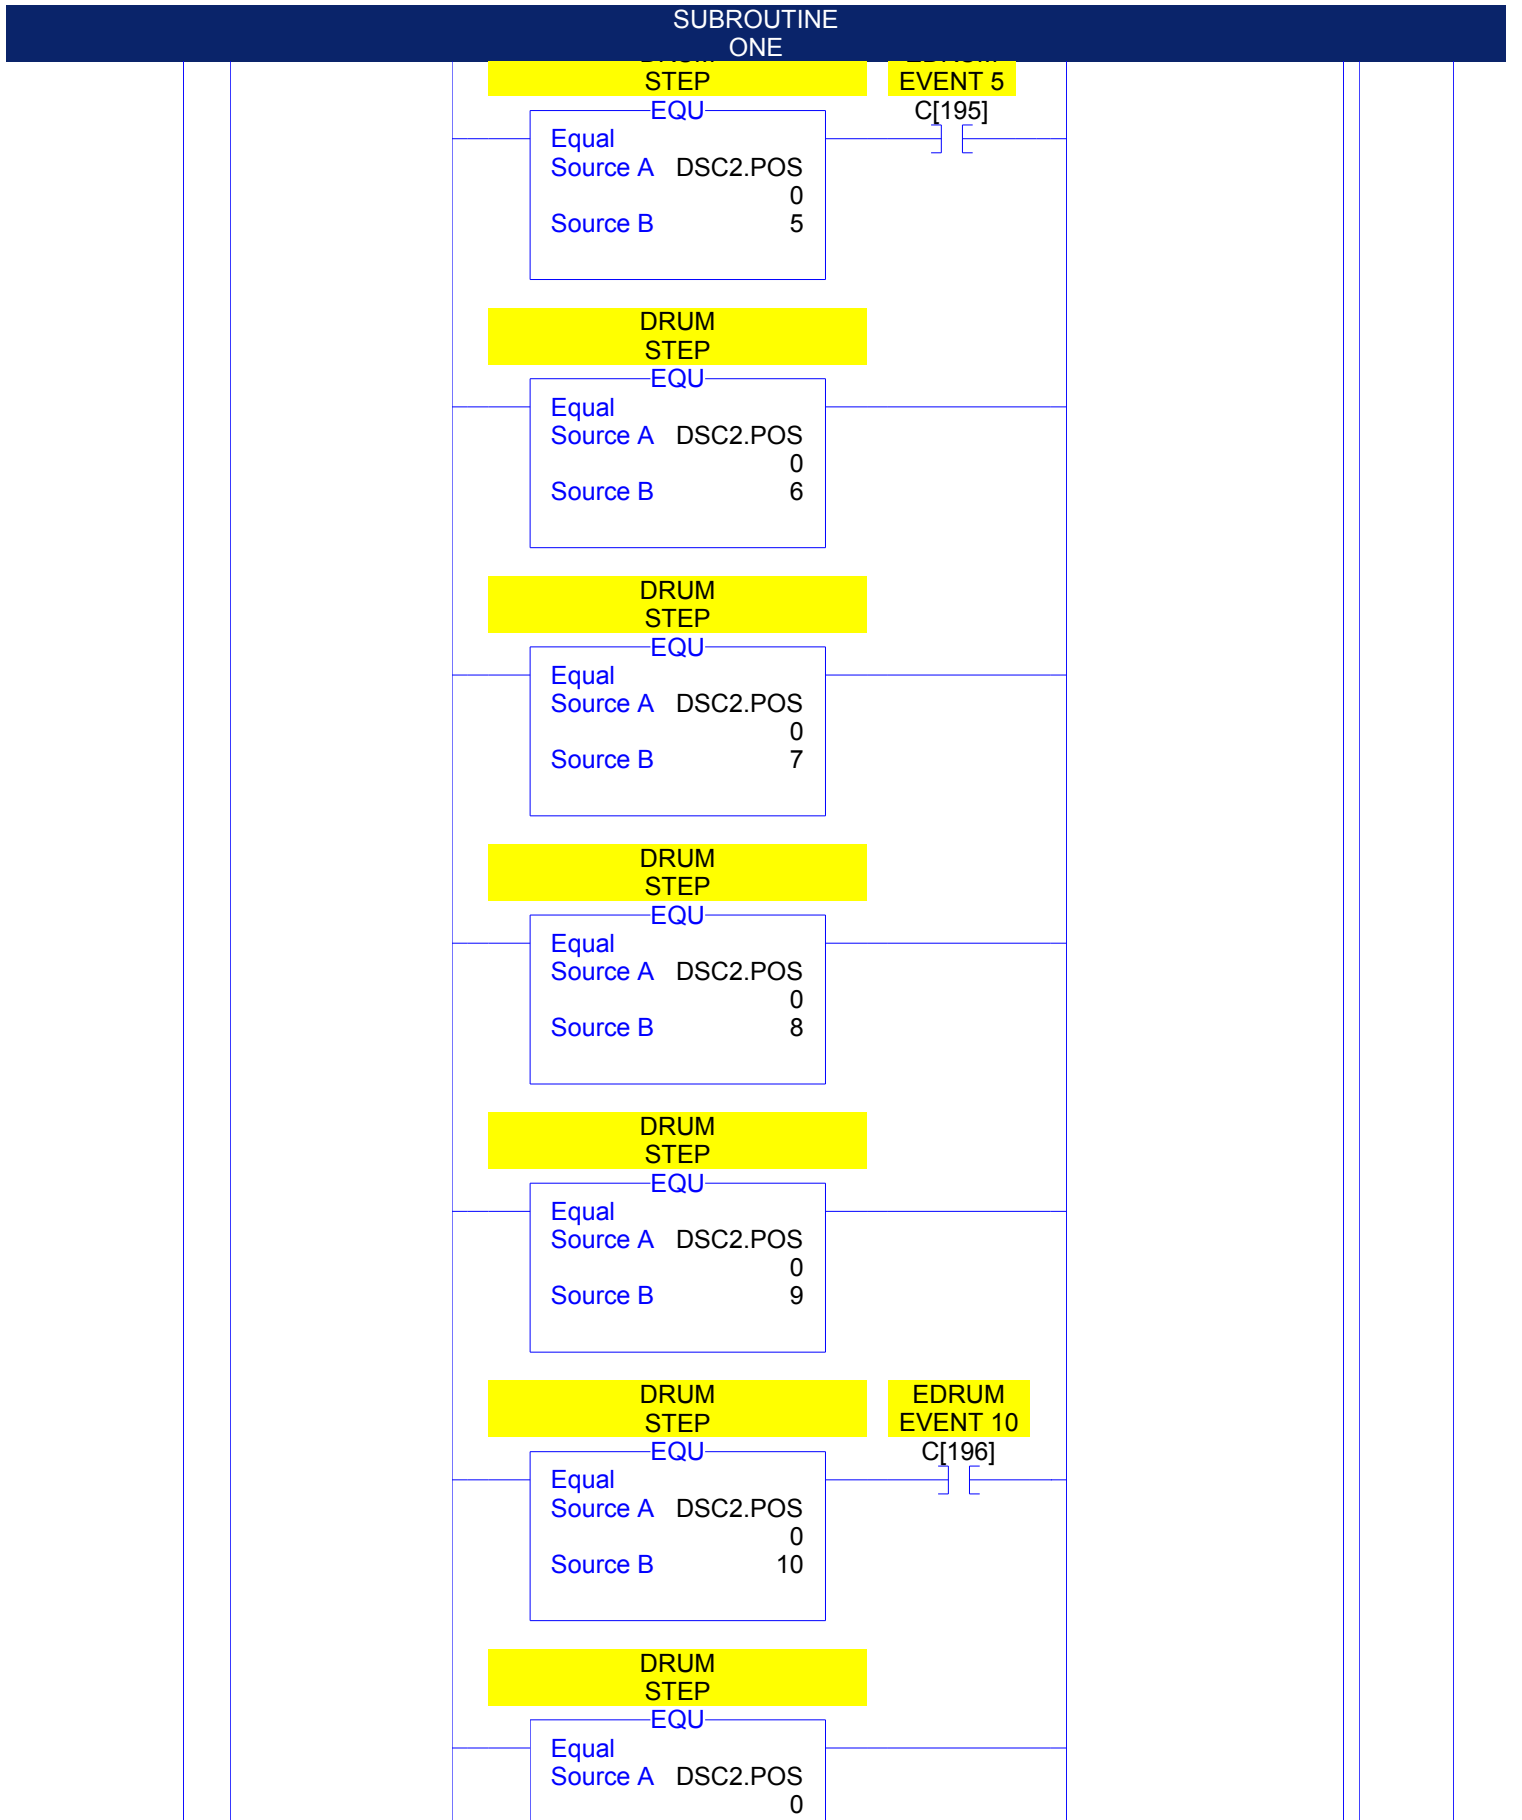 SUBROUTINE
ONE
STEP EVENT 5
EQU C[195]
Equal
Source A DSC2.POS
0
Source B 5
DRUM
STEP
EQU
Equal
Source A DSC2.POS
0
Source B 6
DRUM
STEP
EQU
Equal
Source A DSC2.POS
0
Source B 7
DRUM
STEP
EQU
Equal
Source A DSC2.POS
0
Source B 8
DRUM
STEP
EQU
Equal
Source A DSC2.POS
0
Source B 9
DRUM EDRUM
STEP EVENT 10
EQU C[196]
Equal
Source A DSC2.POS
0
Source B 10
DRUM
STEP
EQU
Equal
Source A DSC2.POS
0